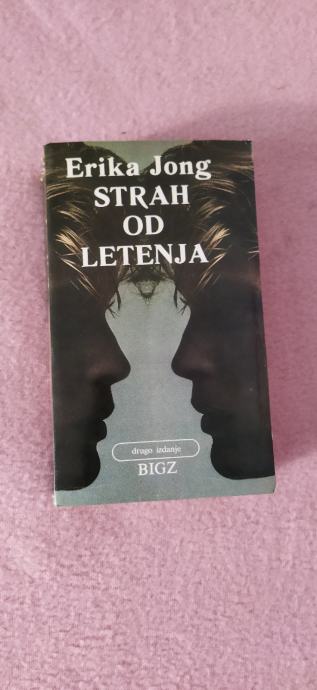 Erika Jong
STRAH
OD
LETENJA
drugo izdanje
BIGZ